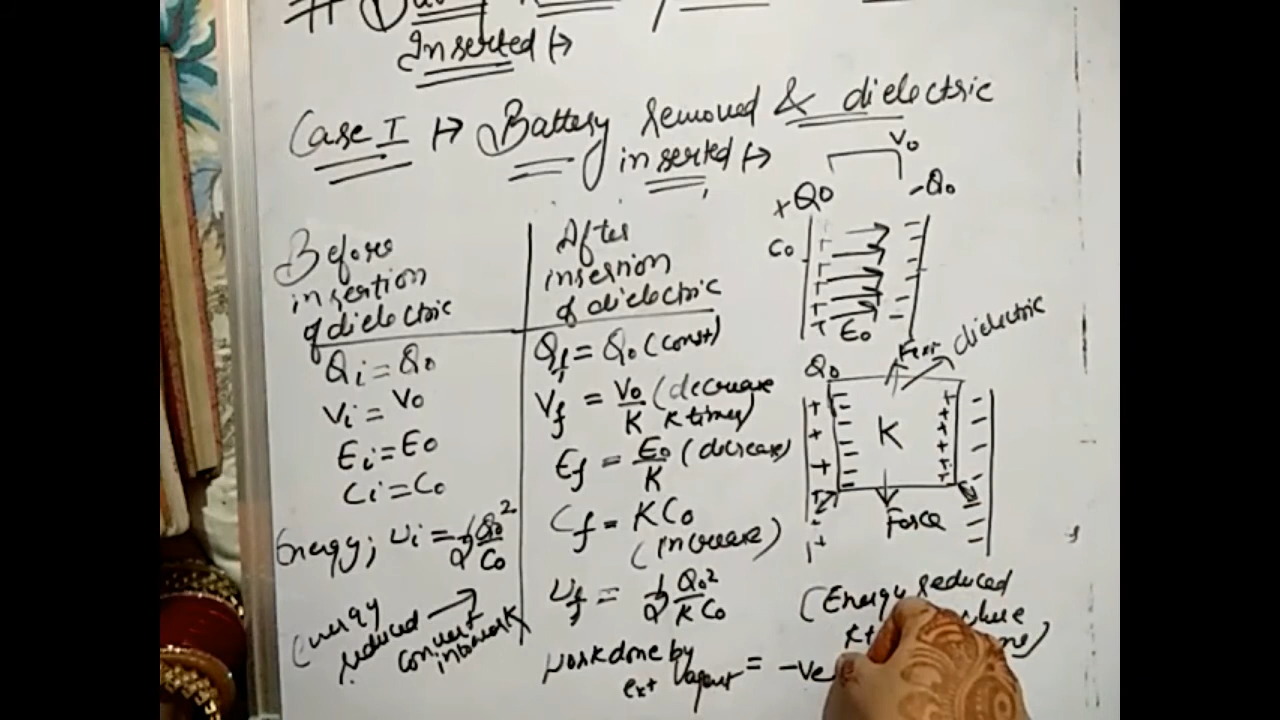 Inserted :→
Case I :→ Battery removed & dielectric
inserted :→
Before
insertion
of dielectric
Qi = Q0
Vi = V0
Ei = E0
Ci = C0
Energy; Ui = 1/2 Q0²/C0
(Energy
reduced →
convert
into work
After
insertion
of dielectric
Qf = Q0 (const)
Vf = V0/K (decrease
K times)
Ef = E0/K (decrease)
Cf = KC0
(increase)
Uf = 1/2 Q0²/KC0
workdone by
ext agent = -ve
V0
+Q0
-Q0
C0
E0
Q0
Fext
dielectric
K
Force
(Energy reduced